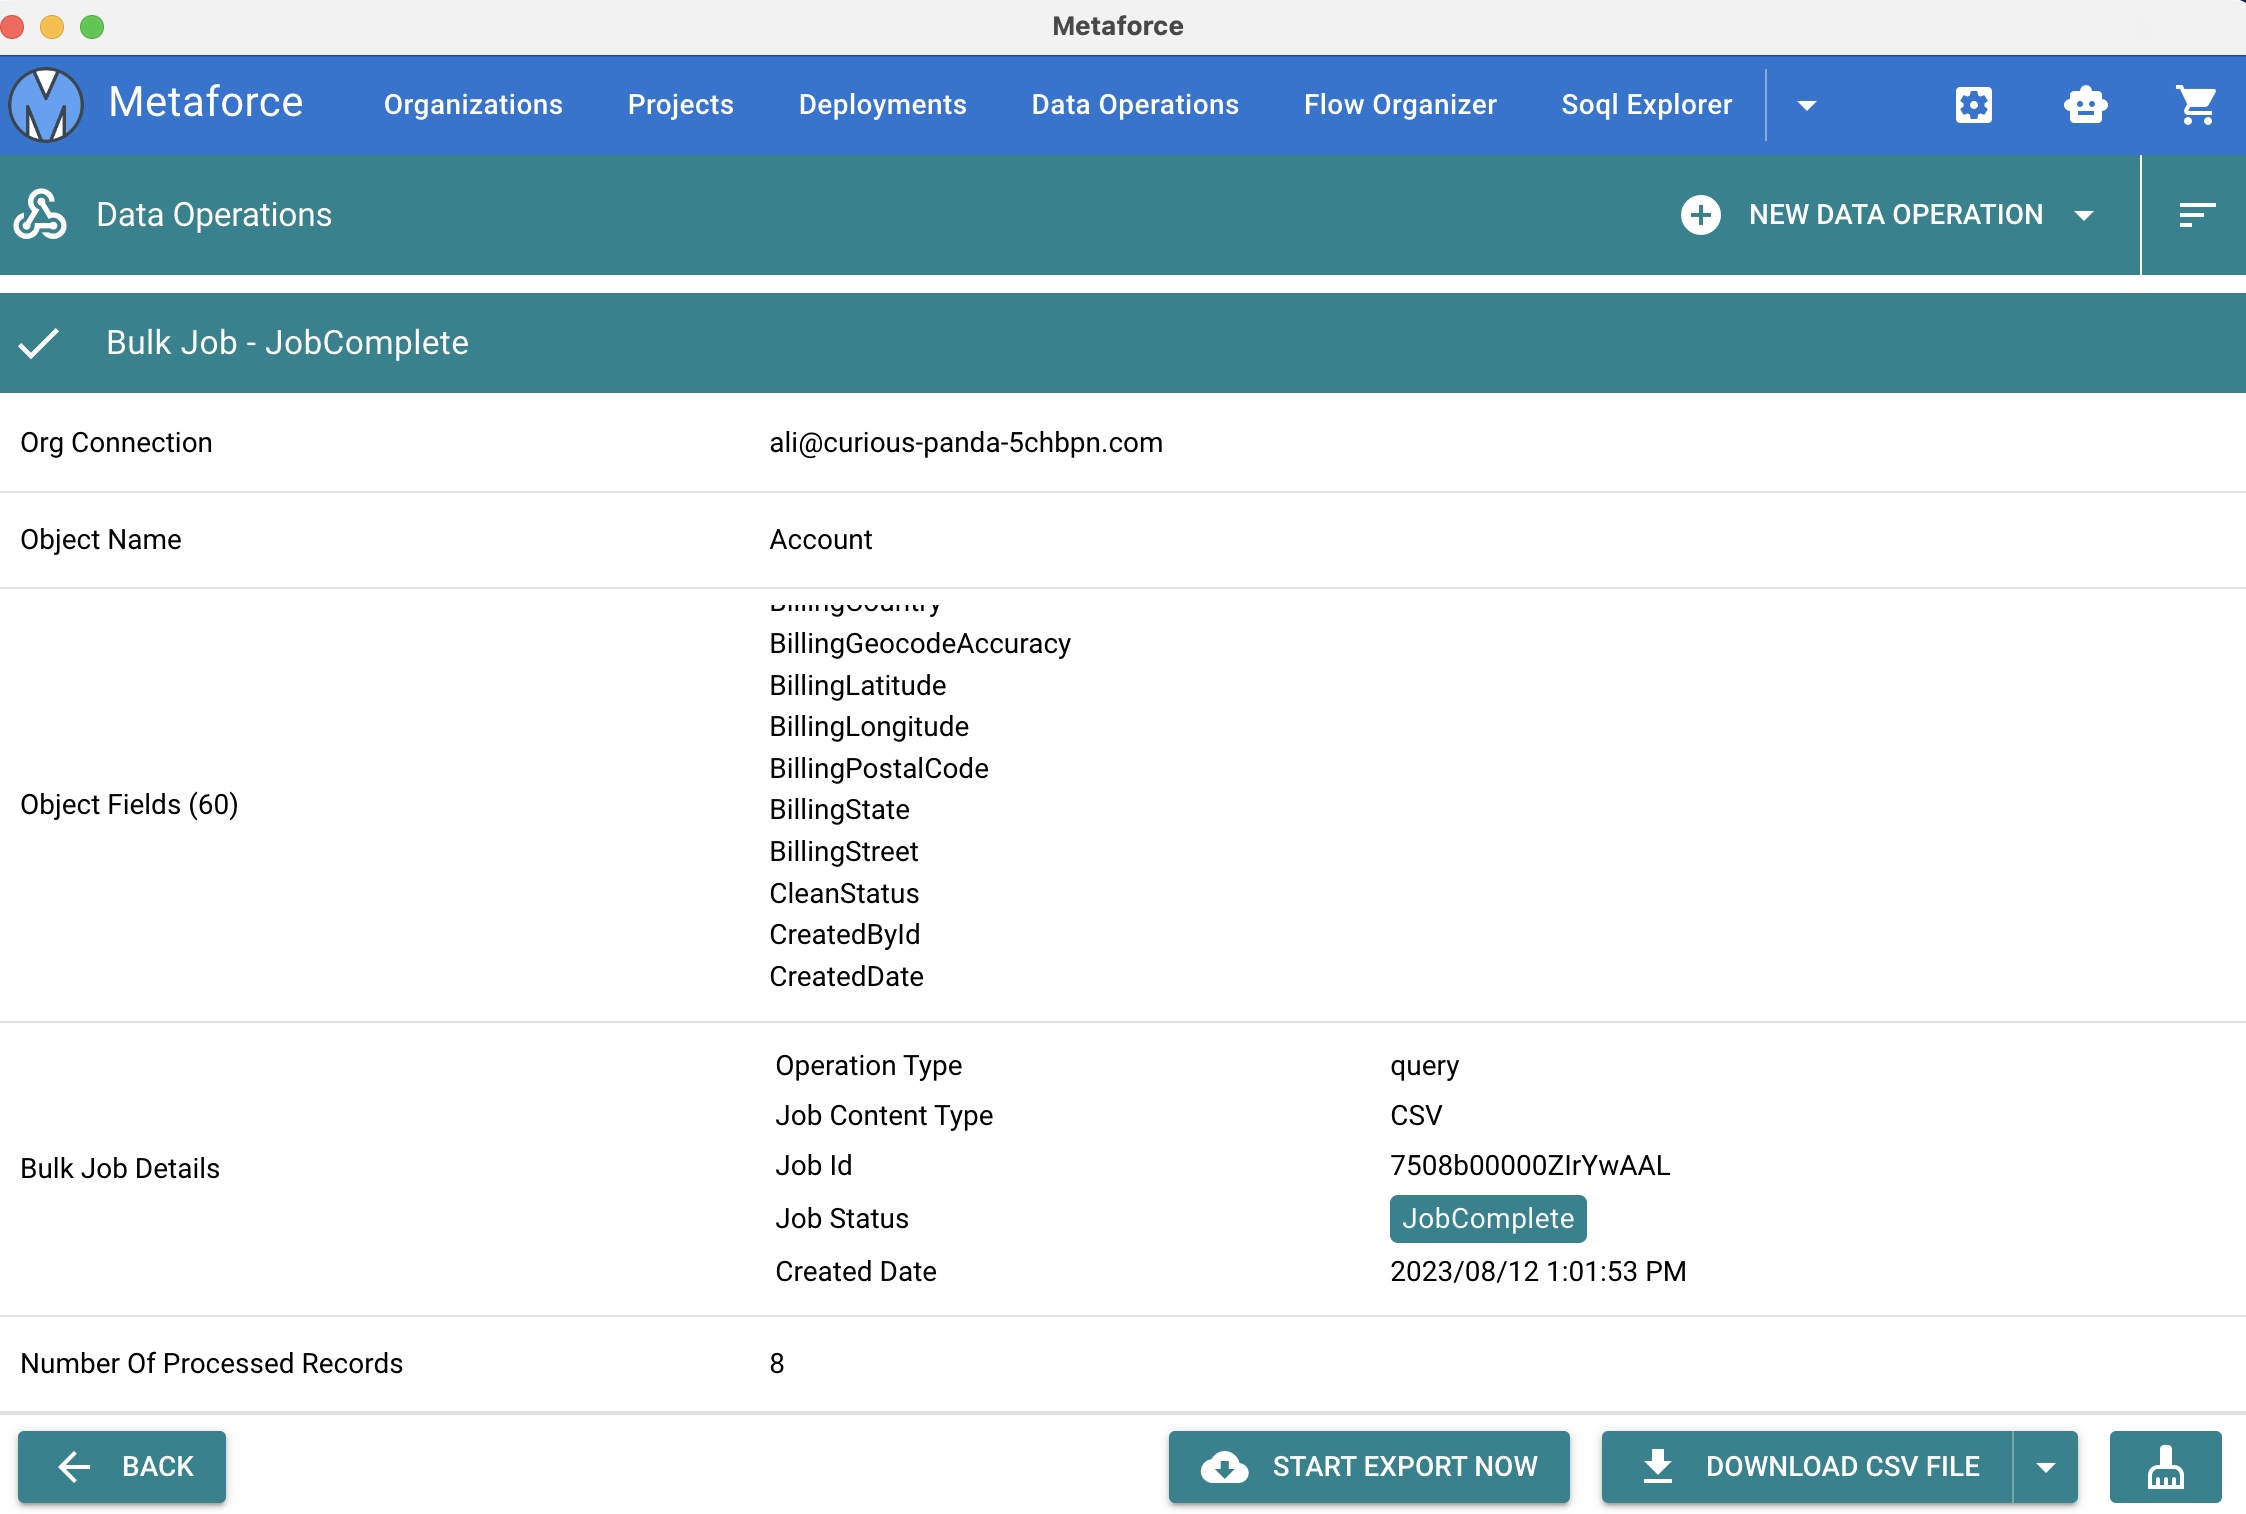 Metaforce
Metaforce Organizations Projects Deployments Data Operations Flow Organizer Soql Explorer
Data Operations NEW DATA OPERATION
Bulk Job - JobComplete
Org Connection ali@curious-panda-5chbpn.com
Object Name Account
BillingCountry
BillingGeocodeAccuracy
BillingLatitude
BillingLongitude
BillingPostalCode
Object Fields (60) BillingState
BillingStreet
CleanStatus
CreatedById
CreatedDate
Operation Type query
Job Content Type CSV
Bulk Job Details Job Id 7508b00000ZIrYwAAL
Job Status JobComplete
Created Date 2023/08/12 1:01:53 PM
Number Of Processed Records 8
BACK START EXPORT NOW DOWNLOAD CSV FILE